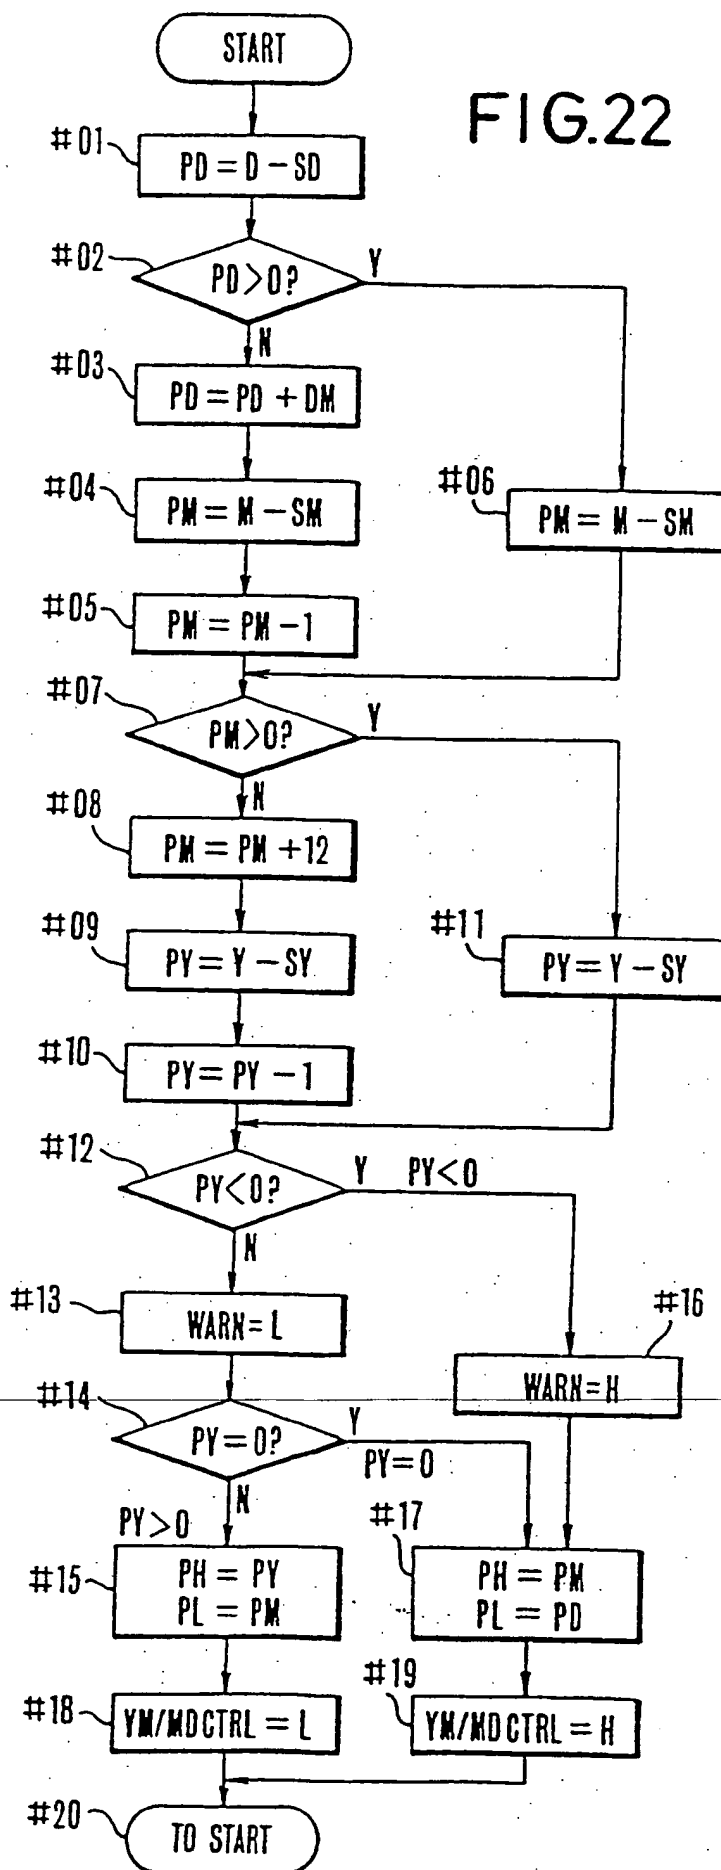 START
FIG.22
#01
PD = D - SD
#02
PD > 0?
Y
N
#03
PD = PD + DM
#04
PM = M - SM
#06
PM = M - SM
#05
PM = PM - 1
#07
PM > 0?
Y
N
#08
PM = PM + 12
#09
PY = Y - SY
#11
PY = Y - SY
#10
PY = PY - 1
#12
PY < 0?
Y PY < 0
N
#13
WARN = L
#16
WARN = H
#14
PY = 0?
Y
PY = 0
N
PY > 0
#15
PH = PY
PL = PM
#17
PH = PM
PL = PD
#18
YM/MDCTRL = L
#19
YM/MDCTRL = H
#20
TO START